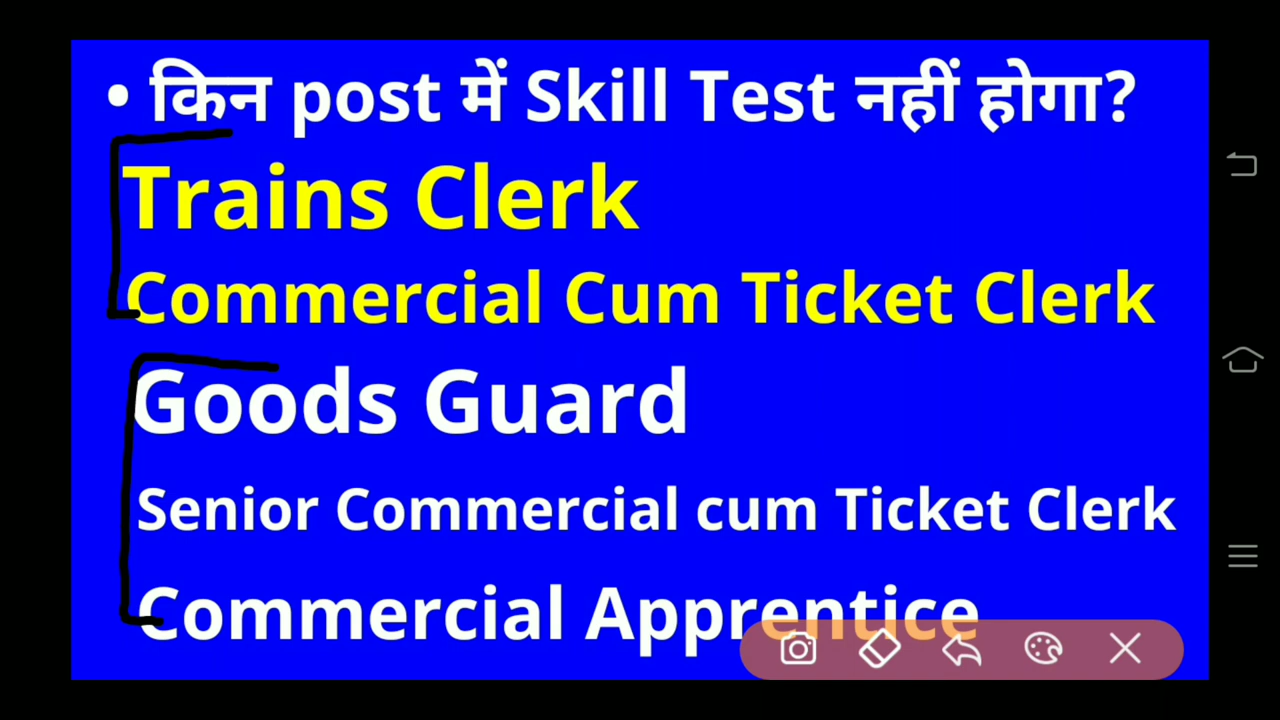 • किन post में Skill Test नहीं होगा?
Trains Clerk
Commercial Cum Ticket Clerk
Goods Guard
Senior Commercial cum Ticket Clerk
Commercial Apprentice